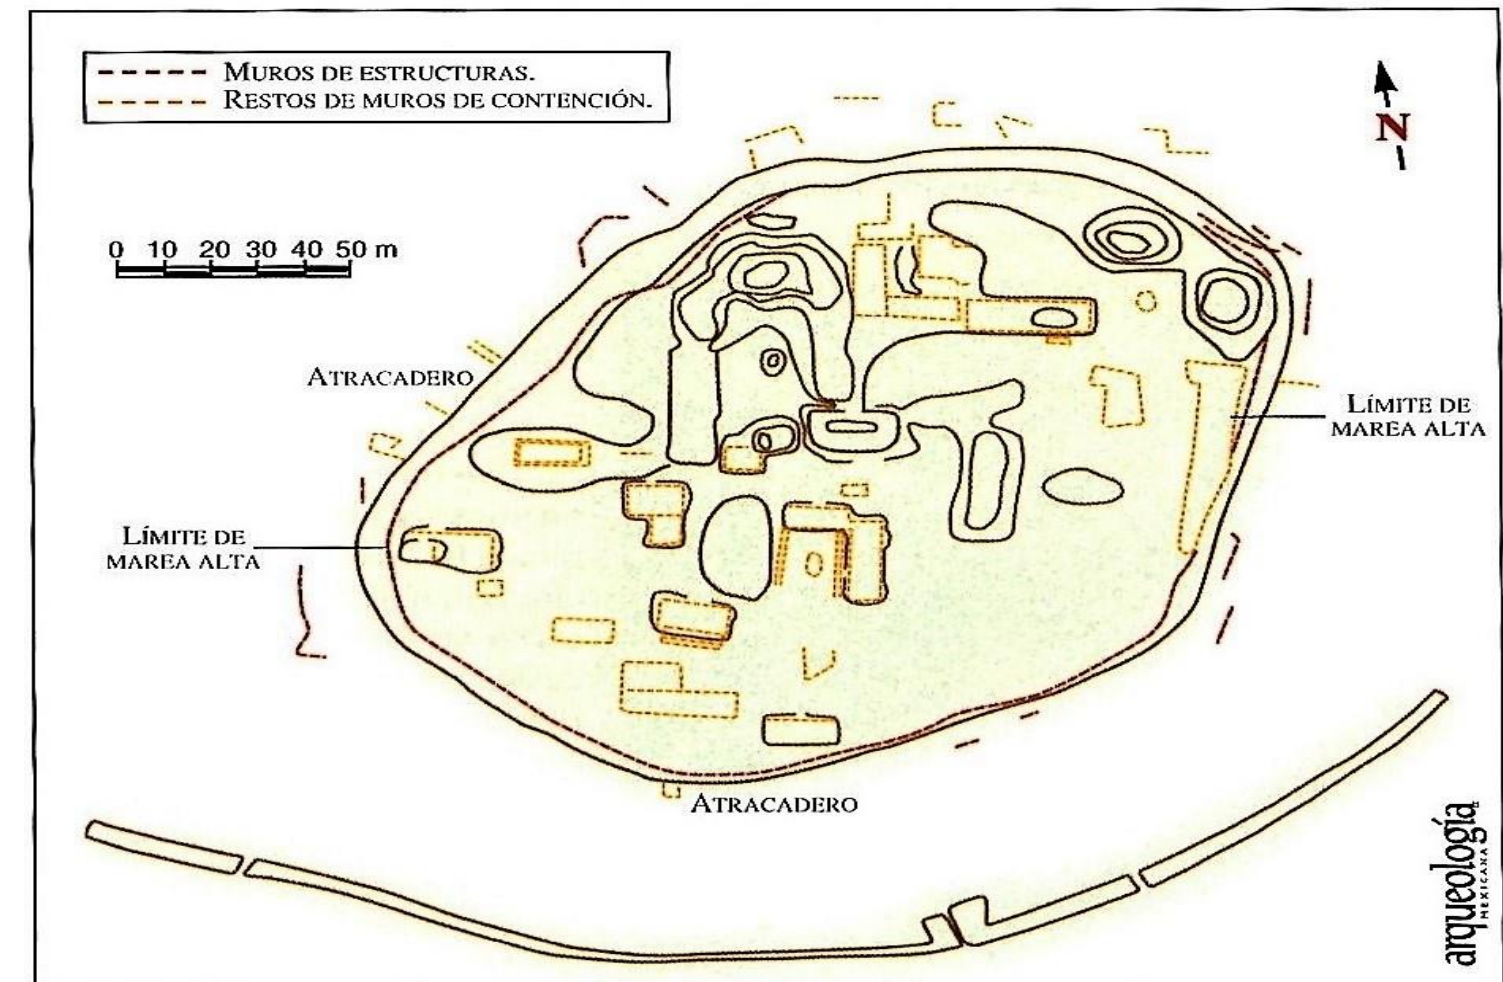 MUROS DE ESTRUCTURAS.
RESTOS DE MUROS DE CONTENCIÓN.
N
0 10 20 30 40 50 m
ATRACADERO
LÍMITE DE
MAREA ALTA
LÍMITE DE
MAREA ALTA
ATRACADERO
arqueología
MEXICANA